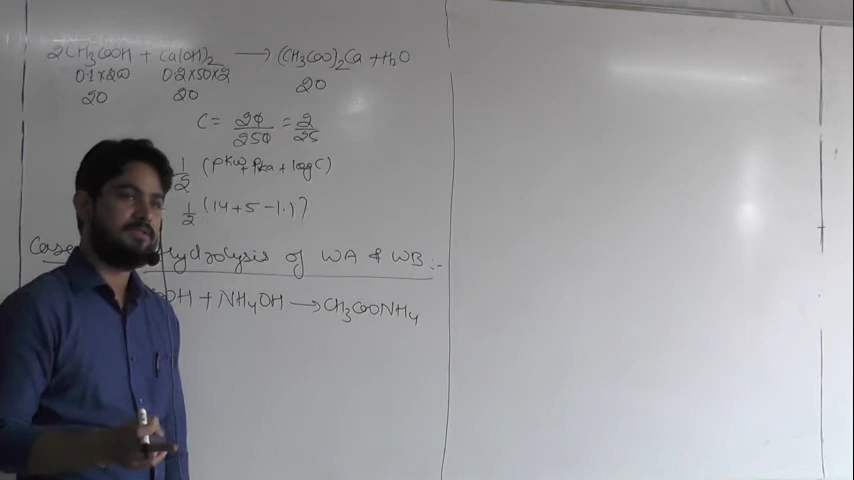 2CH₃COOH + Ca(OH)₂ ⟶ (CH₃COO)₂Ca + H₂O
0.1×200 0.2×50×2
20 20 20
C = 20/250 = 2/25
1/2 (pKw + pKa + log C)
1/2 (14 + 5 - 1.1)
Case Hydrolysis of WA & WB :-
COOH + NH₄OH ⟶ CH₃COONH₄